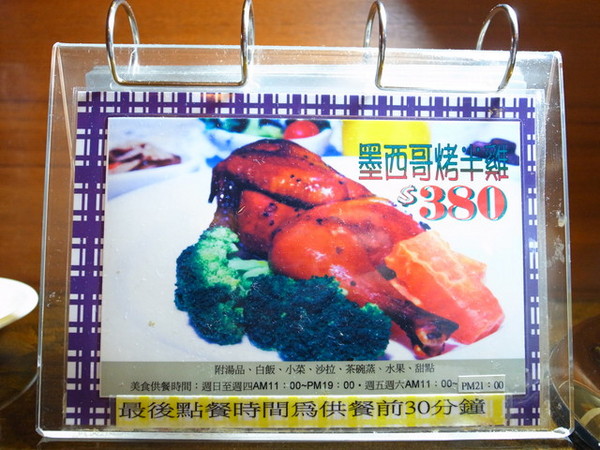 墨西哥烤半雞
$380
附湯品、白飯、小菜、沙拉、茶碗蒸、水果、甜點
美食供餐時間：週日至週四AM11：00~PM19：00，週五週六AM11：00~PM21：00
最後點餐時間為供餐前30分鐘